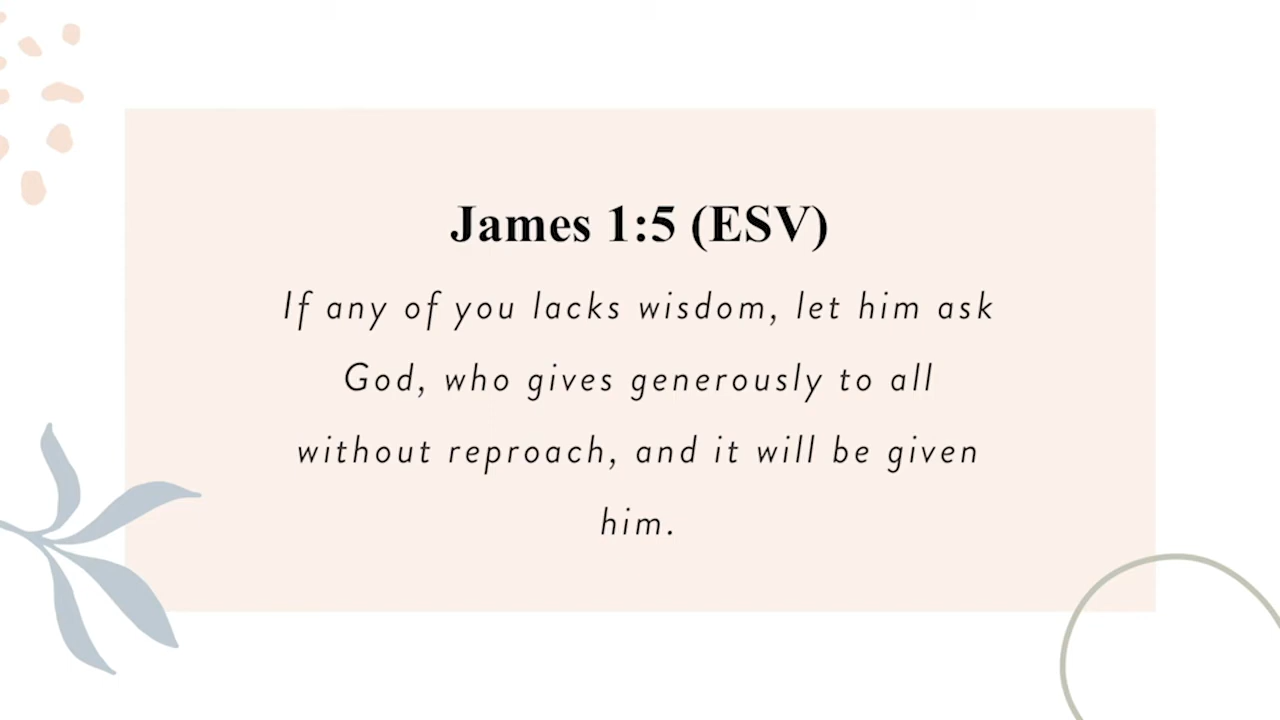 James 1:5 (ESV)
If any of you lacks wisdom, let him ask
God, who gives generously to all
without reproach, and it will be given
him.